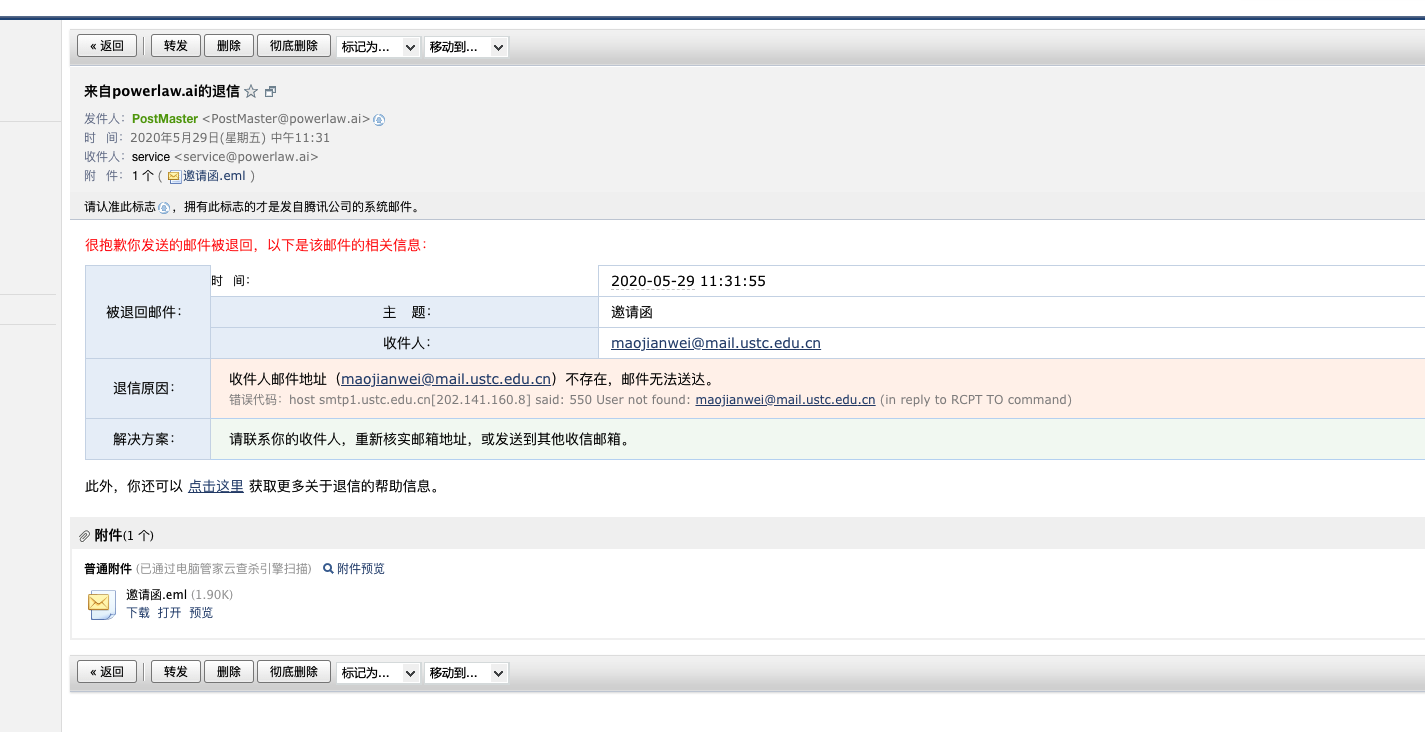 « 返回 转发 删除 彻底删除 标记为... 移动到...
来自powerlaw.ai的退信
发件人：PostMaster <PostMaster@powerlaw.ai>
时 间：2020年5月29日(星期五) 中午11:31
收件人：service <service@powerlaw.ai>
附 件：1 个 ( 邀请函.eml )
请认准此标志，拥有此标志的才是发自腾讯公司的系统邮件。
很抱歉你发送的邮件被退回，以下是该邮件的相关信息：
被退回邮件：
时 间：
2020-05-29 11:31:55
主 题：
邀请函
收件人：
maojianwei@mail.ustc.edu.cn
退信原因：
收件人邮件地址（maojianwei@mail.ustc.edu.cn）不存在，邮件无法送达。
错误代码：host smtp1.ustc.edu.cn[202.141.160.8] said: 550 User not found: maojianwei@mail.ustc.edu.cn (in reply to RCPT TO command)
解决方案：
请联系你的收件人，重新核实邮箱地址，或发送到其他收信邮箱。
此外，你还可以 点击这里 获取更多关于退信的帮助信息。
附件(1 个)
普通附件 (已通过电脑管家云查杀引擎扫描) 附件预览
邀请函.eml (1.90K)
下载 打开 预览
« 返回 转发 删除 彻底删除 标记为... 移动到...